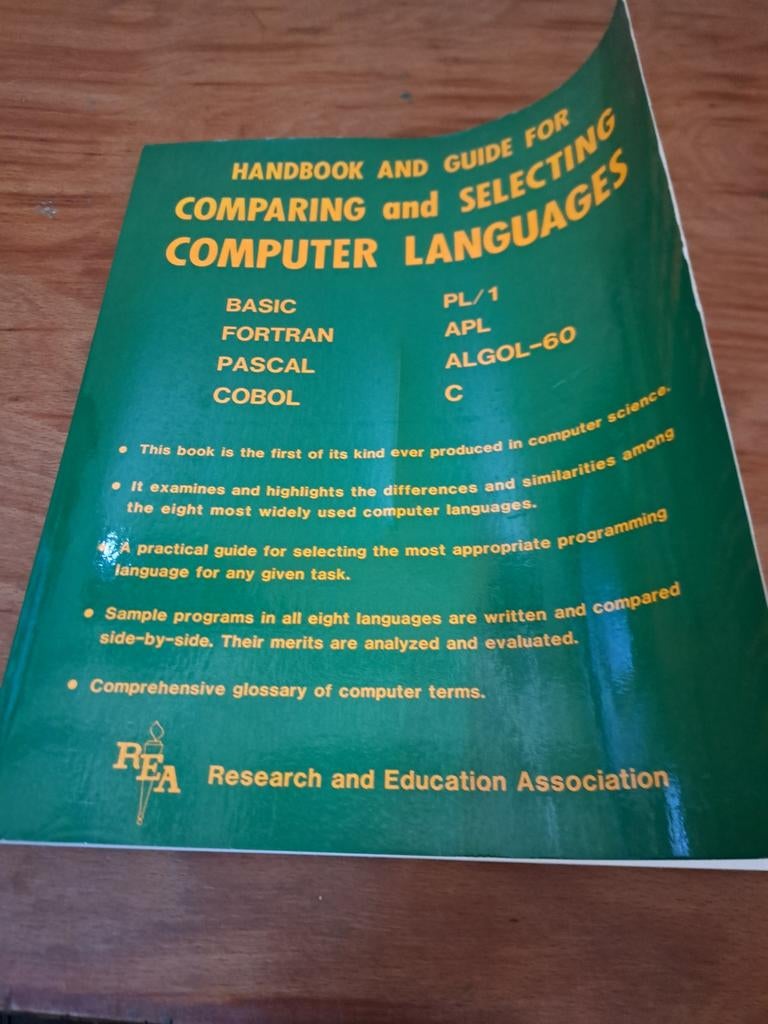 HANDBOOK AND GUIDE FOR
COMPARING and SELECTING
COMPUTER LANGUAGES
BASIC
FORTRAN
PASCAL
COBOL
PL/1
APL
ALGOL-60
C
• This book is the first of its kind ever produced in computer science.
• It examines and highlights the differences and similarities among
the eight most widely used computer languages.
• A practical guide for selecting the most appropriate programming
language for any given task.
• Sample programs in all eight languages are written and compared
side-by-side. Their merits are analyzed and evaluated.
• Comprehensive glossary of computer terms.
REA
Research and Education Association